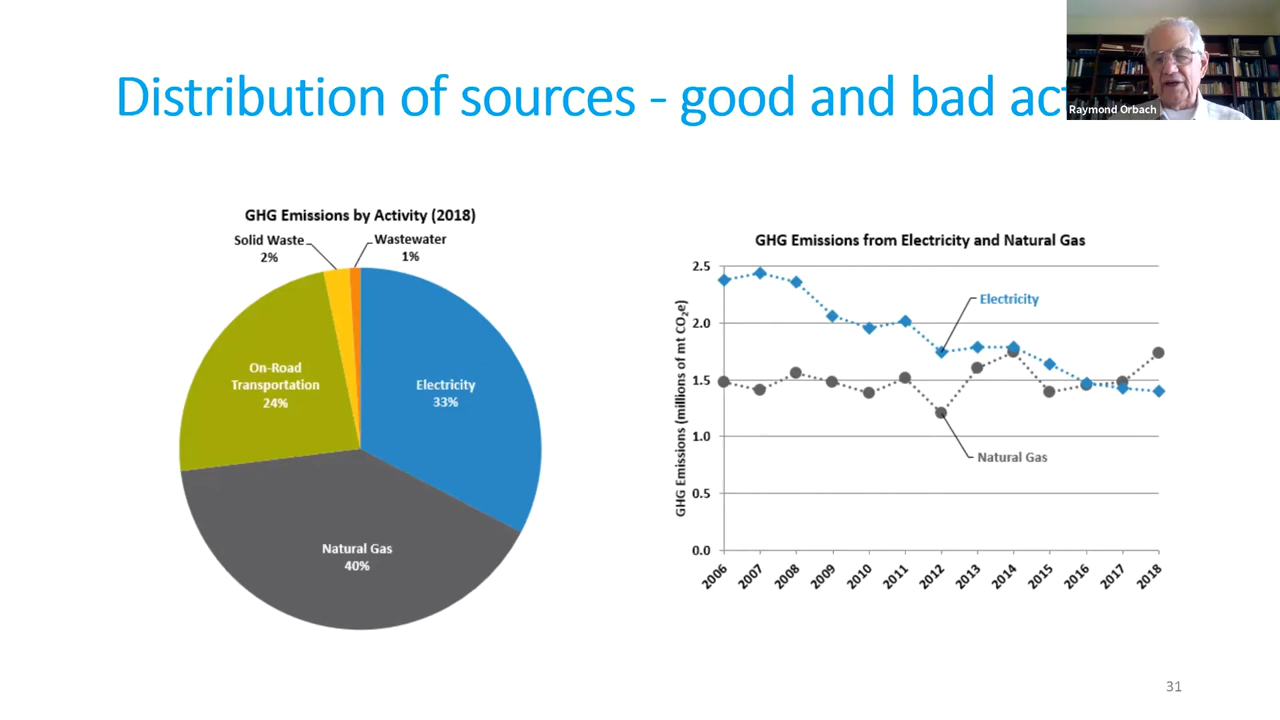 Distribution of sources - good and bad
Raymond Orbach
GHG Emissions by Activity (2018)
Solid Waste
2%
Wastewater
1%
On-Road
Transportation
24%
Electricity
33%
Natural Gas
40%
GHG Emissions from Electricity and Natural Gas
GHG Emissions (millions of mt CO₂e)
2.5
2.0
1.5
1.0
0.5
0.0
Electricity
Natural Gas
2006
2007
2008
2009
2010
2011
2012
2013
2014
2015
2016
2017
2018
31